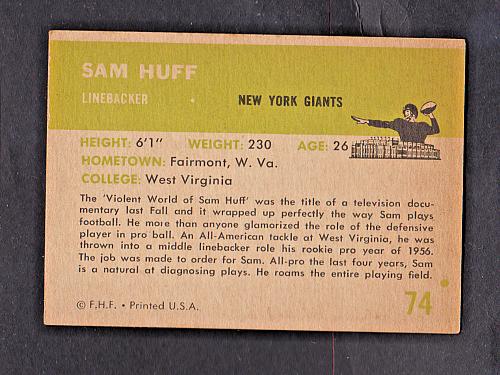 SAM HUFF
LINEBACKER NEW YORK GIANTS
HEIGHT: 6'1" WEIGHT: 230 AGE: 26
HOMETOWN: Fairmont, W. Va.
COLLEGE: West Virginia
The 'Violent World of Sam Huff' was the title of a television docu-
mentary last Fall and it wrapped up perfectly the way Sam plays
football. He more than anyone glamorized the role of the defensive
player in pro ball. An All-American tackle at West Virginia, he was
thrown into a middle linebacker role his rookie pro year of 1956.
The job was made to order for Sam. All-pro the last four years, Sam
is a natural at diagnosing plays. He roams the entire playing field.
© F.H.F. • Printed U.S.A. 74